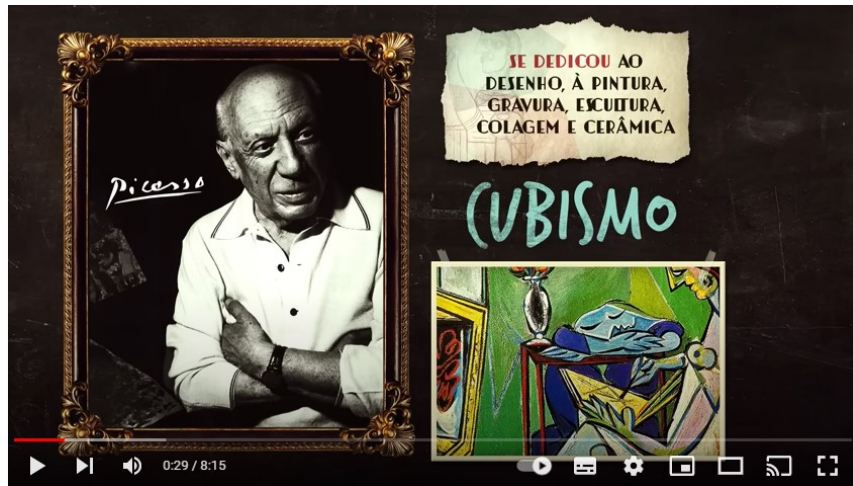 Picasso
SE DEDICOU AO
DESENHO, À PINTURA,
GRAVURA, ESCULTURA,
COLAGEM E CERÂMICA
CUBISMO
0:29 / 8:15